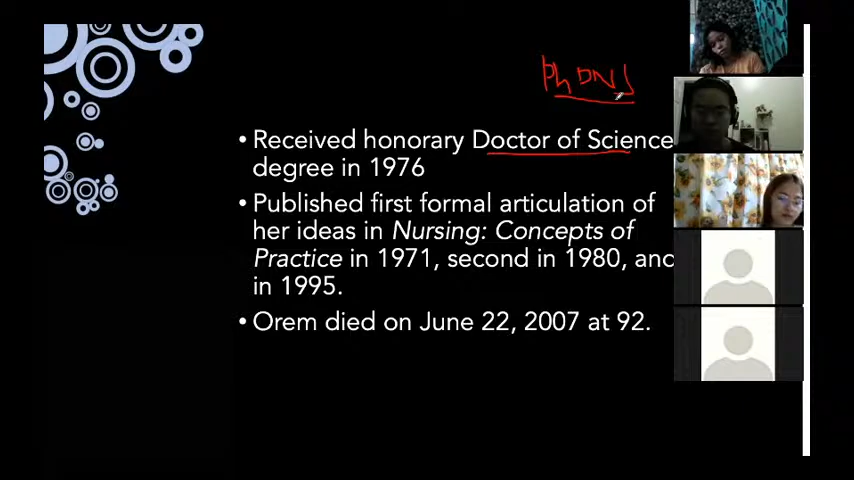 PhDNS
• Received honorary Doctor of Science
degree in 1976
• Published first formal articulation of
her ideas in Nursing: Concepts of
Practice in 1971, second in 1980, and
in 1995.
• Orem died on June 22, 2007 at 92.